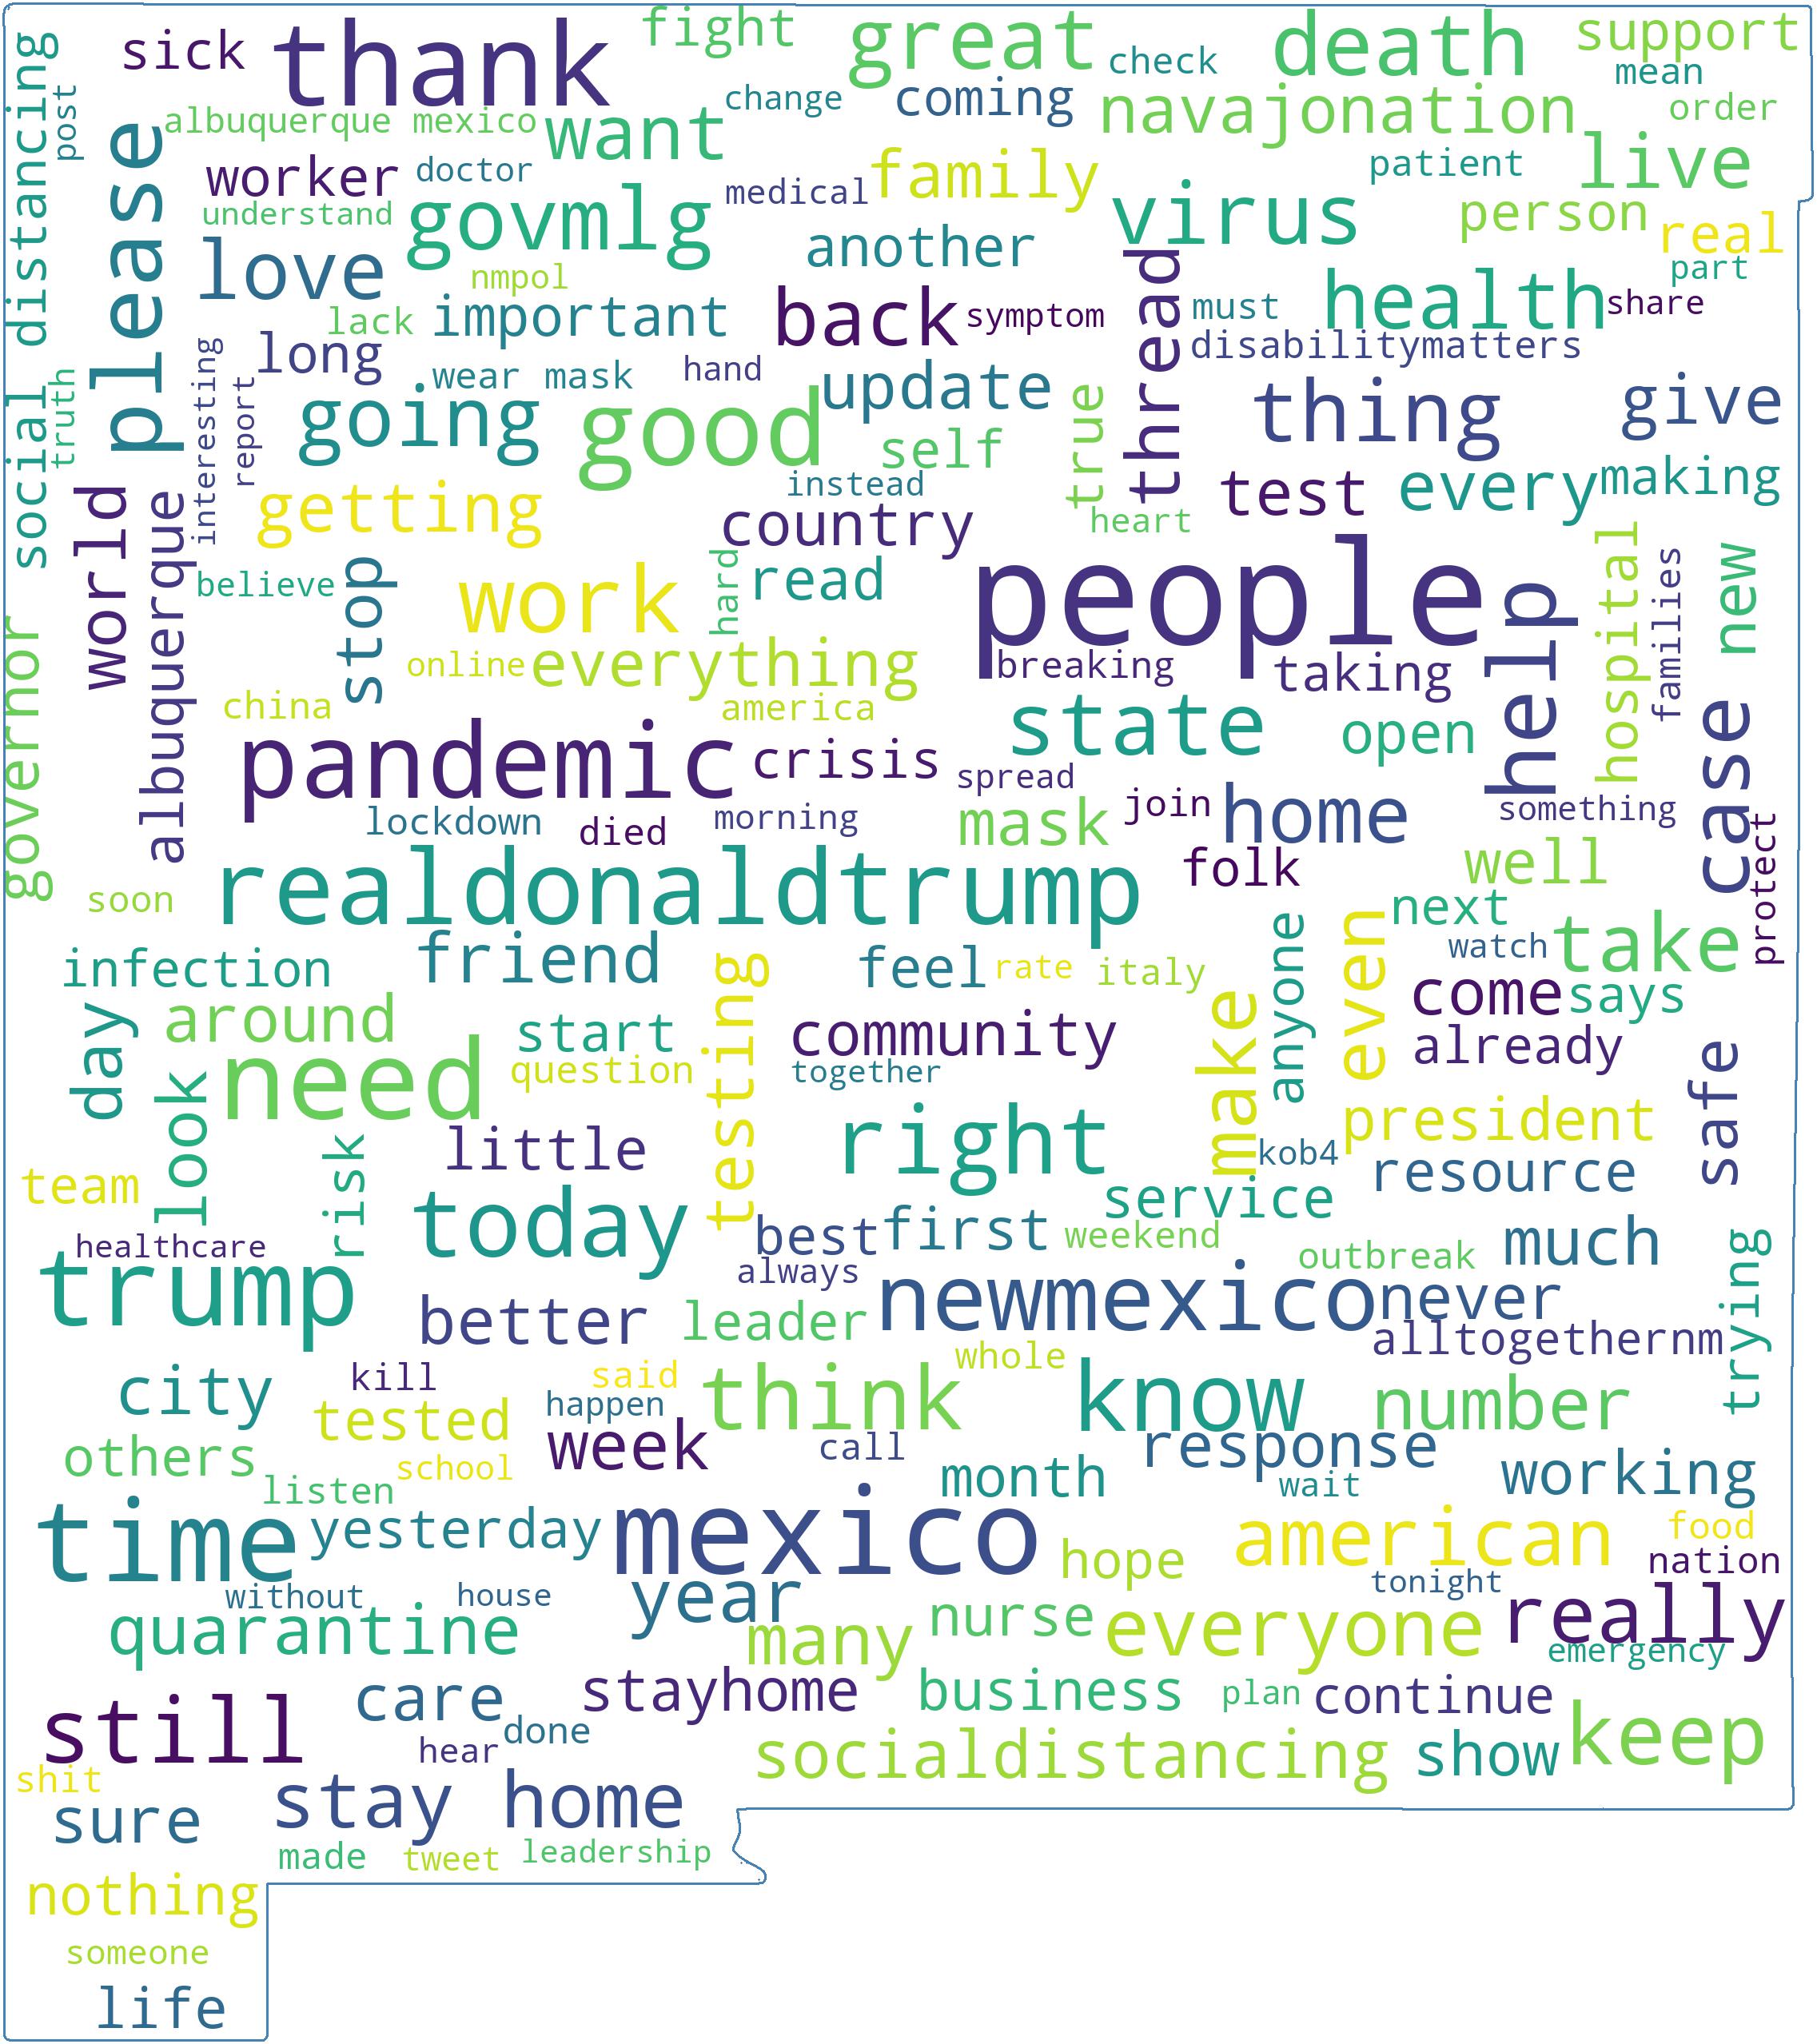 sick
thank
fight
great
check
death
support
mean
social distancing
post
please
albuquerque mexico
want
change
coming
navajonation
order
worker
doctor
understand
govmlg
medical
family
virus
patient
live
person
real
love
nmpol
another
part
lack
important
back
symptom
thread
must
health
share
disabilitymatters
long
interesting
report
truth
wear mask
hand
going
good
update
self
true
thing
give
world
albuquerque
getting
instead
country
heart
test
every
making
believe
stop
work
hard
read
people
help
hospital
families
new
governor
online
everything
breaking
taking
china
america
state
open
case
pandemic
crisis
spread
mask
join
home
something
lockdown
died
morning
protect
soon
realdonaldtrump
folk
well
next
infection
friend
feel
rate
italy
anyone
even
watch
take
day
around
start
testing
community
make
come
says
already
look
need
question
together
safe
team
risk
little
right
kob4
president
resource
healthcare
today
service
best
first
weekend
outbreak
much
trump
always
trying
better
leader
newmexico
never
alltogethernm
city
kill
said
whole
tested
happen
think
know
number
others
school
week
call
response
listen
month
wait
working
time
yesterday
mexico
hope
american
food
nation
without
house
year
tonight
quarantine
many
nurse
everyone
really
emergency
still
care
stayhome
business
plan
continue
hear
done
socialdistancing
show
keep
shit
sure
stay home
made
tweet
leadership
nothing
someone
life